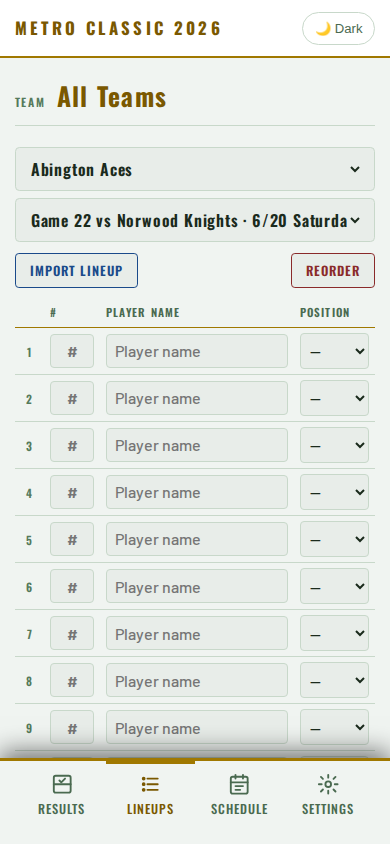 METRO CLASSIC 2026
🌙 Dark
TEAM All Teams
Abington Aces
Game 22 vs Norwood Knights · 6/20 Saturda
IMPORT LINEUP
REORDER
# PLAYER NAME POSITION
1 # Player name —
2 # Player name —
3 # Player name —
4 # Player name —
5 # Player name —
6 # Player name —
7 # Player name —
8 # Player name —
9 # Player name —
RESULTS LINEUPS SCHEDULE SETTINGS